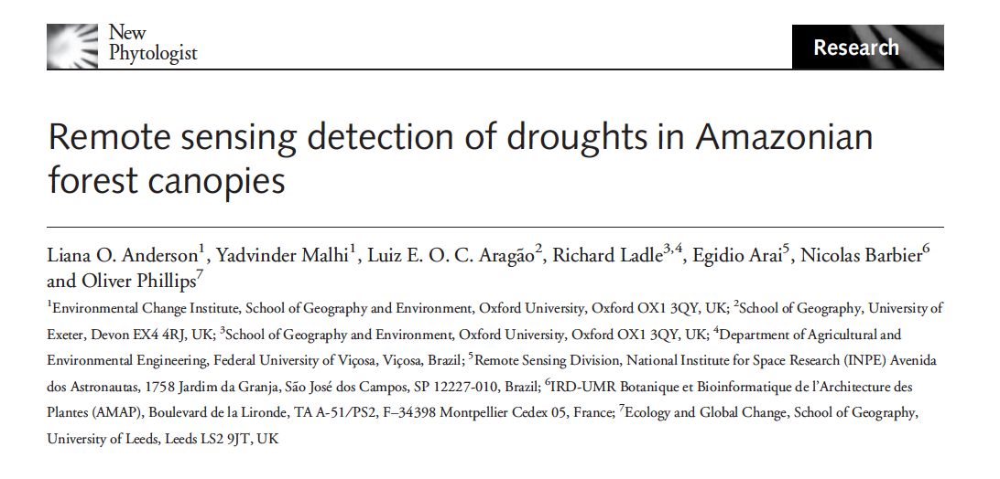 New
Phytologist
Research
Remote sensing detection of droughts in Amazonian
forest canopies
Liana O. Anderson1, Yadvinder Malhi1, Luiz E. O. C. Aragão2, Richard Ladle3,4, Egidio Arai5, Nicolas Barbier6
and Oliver Phillips7
1Environmental Change Institute, School of Geography and Environment, Oxford University, Oxford OX1 3QY, UK; 2School of Geography, University of
Exeter, Devon EX4 4RJ, UK; 3School of Geography and Environment, Oxford University, Oxford OX1 3QY, UK; 4Department of Agricultural and
Environmental Engineering, Federal University of Viçosa, Viçosa, Brazil; 5Remote Sensing Division, National Institute for Space Research (INPE) Avenida
dos Astronautas, 1758 Jardim da Granja, São José dos Campos, SP 12227-010, Brazil; 6IRD-UMR Botanique et Bioinformatique de l’Architecture des
Plantes (AMAP), Boulevard de la Lironde, TA A-51/PS2, F–34398 Montpellier Cedex 05, France; 7Ecology and Global Change, School of Geography,
University of Leeds, Leeds LS2 9JT, UK